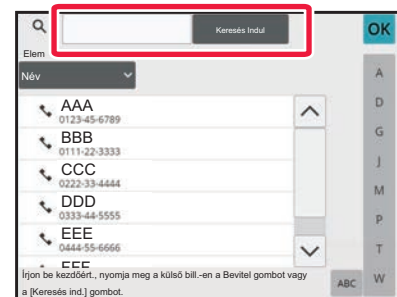 Keresés Indul
OK
Elem
Név
AAA
0123-45-6789
BBB
0111-22-3333
CCC
0222-33-4444
DDD
0333-44-5555
EEE
0444-55-6666
FFF
A
D
G
J
M
P
T
W
ABC
Írjon be kezdőért., nyomja meg a külső bill.-en a Bevitel gombot vagy
a [Keresés ind.] gombot.